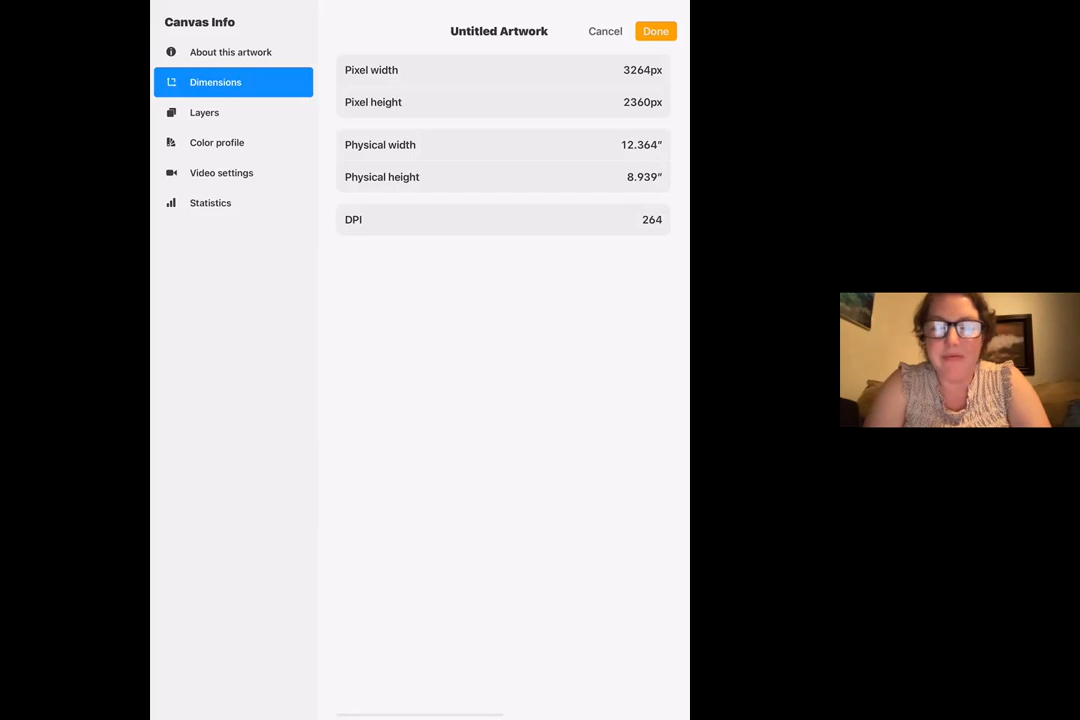 Canvas Info
About this artwork
Dimensions
Layers
Color profile
Video settings
Statistics
Untitled Artwork
Cancel
Done
Pixel width 3264px
Pixel height 2360px
Physical width 12.364"
Physical height 8.939"
DPI 264